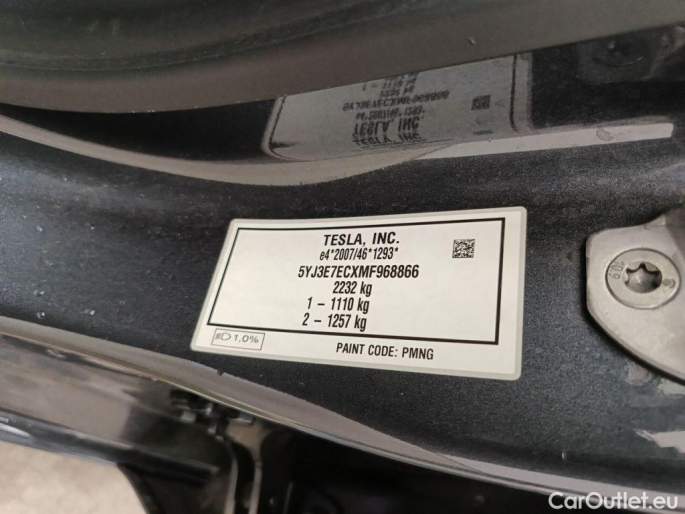 TESLA, INC.
e4*2007/46*1293*
5YJ3E7ECXMF968866
2232 kg
1 – 1110 kg
2 – 1257 kg
1,0%
PAINT CODE: PMNG
CarOutlet.eu